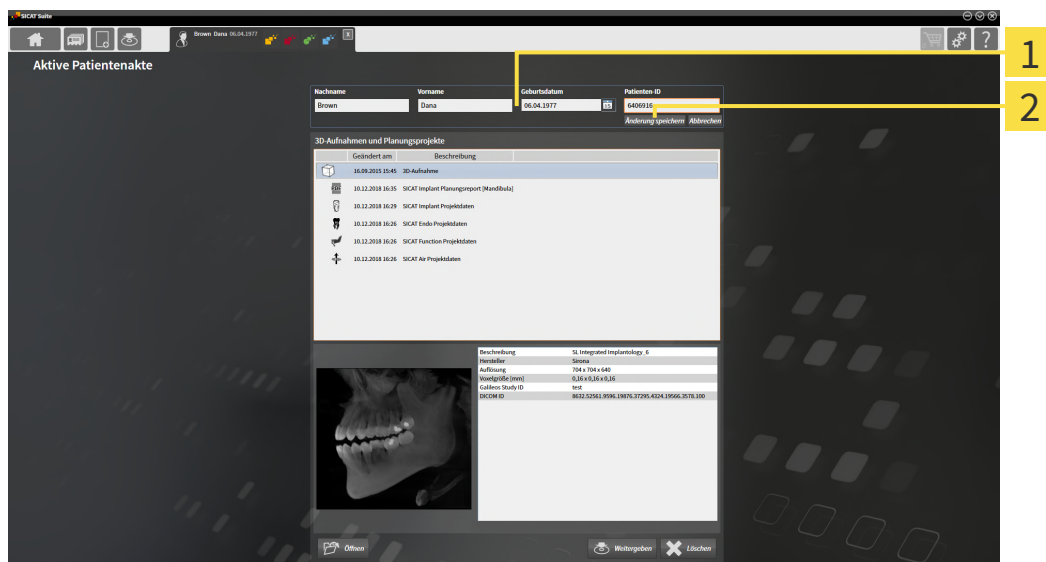 SICAT Suite
Brown Dana 06.04.1977
X
?
1
Aktive Patientenakte
Nachname Vorname Geburtsdatum Patienten-ID
Brown Dana 06.04.1977 15 6406916
2
Änderung speichern Abbrechen
3D-Aufnahmen und Planungsprojekte
Geändert am Beschreibung
16.09.2015 15:45 3D-Aufnahme
10.12.2018 16:35 SICAT Implant Planungsreport [Mandibula]
10.12.2018 16:29 SICAT Implant Projektdaten
10.12.2018 16:26 SICAT Endo Projektdaten
10.12.2018 16:26 SICAT Function Projektdaten
10.12.2018 16:26 SICAT Air Projektdaten
Beschreibung SL Integrated Implantology_6
Hersteller Sirona
Auflösung 704 x 704 x 640
Voxelgröße [mm] 0,16 x 0,16 x 0,16
Galileos Study ID test
DICOM ID 8632.52561.9596.19876.37295.4324.19566.3578.100
Öffnen Weitergeben Löschen